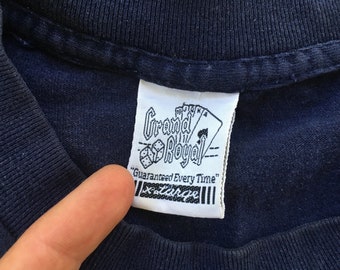 Grand
Royal
"Guaranteed Every Time"
X-Large